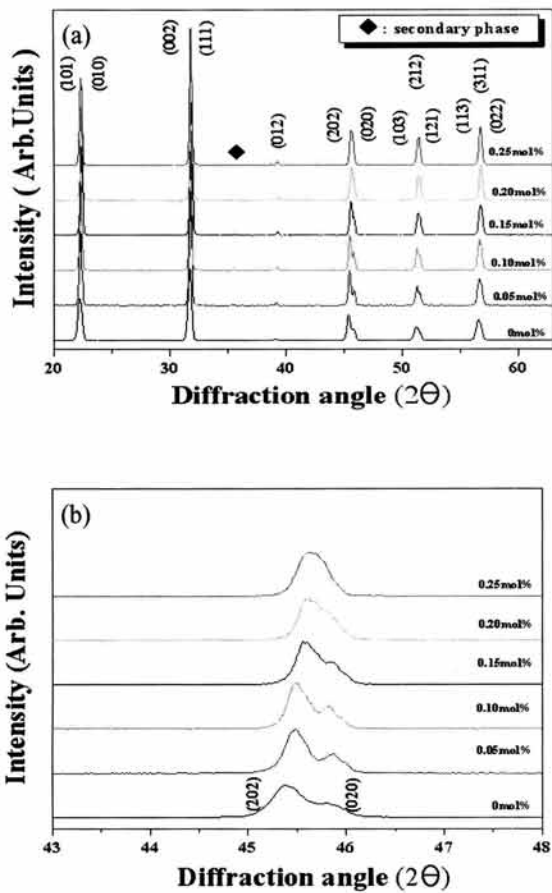 (a)
◆ : secondary phase
(101)
(010)
(002)
(111)
(012)
(202)
(020)
(103)
(212)
(121)
(113)
(311)
(022)
0.25mol%
0.20mol%
0.15mol%
0.10mol%
0.05mol%
0mol%
Intensity ( Arb.Units)
20 30 40 50 60
Diffraction angle (2Θ)
(b)
0.25mol%
0.20mol%
0.15mol%
0.10mol%
0.05mol%
0mol%
(202)
(020)
Intensity (Arb. Units)
43 44 45 46 47 48
Diffraction angle (2Θ)